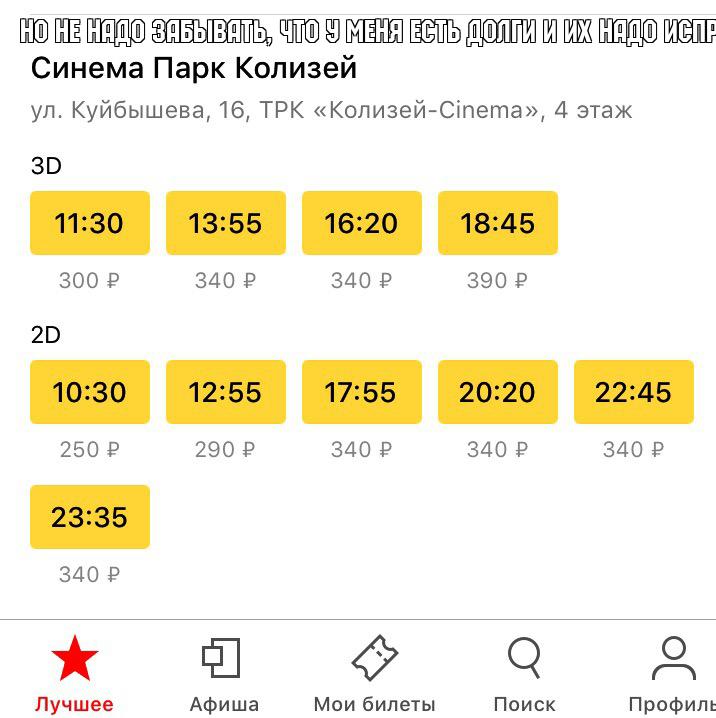 НО НЕ НАДО ЗАБЫВАТЬ, ЧТО У МЕНЯ ЕСТЬ ДОЛГИ И ИХ НАДО ИСПР
Синема Парк Колизей
ул. Куйбышева, 16, ТРК «Колизей-Cinema», 4 этаж
3D
11:30 13:55 16:20 18:45
300 ₽ 340 ₽ 340 ₽ 390 ₽
2D
10:30 12:55 17:55 20:20 22:45
250 ₽ 290 ₽ 340 ₽ 340 ₽ 340 ₽
23:35
340 ₽
Лучшее Афиша Мои билеты Поиск Профиль